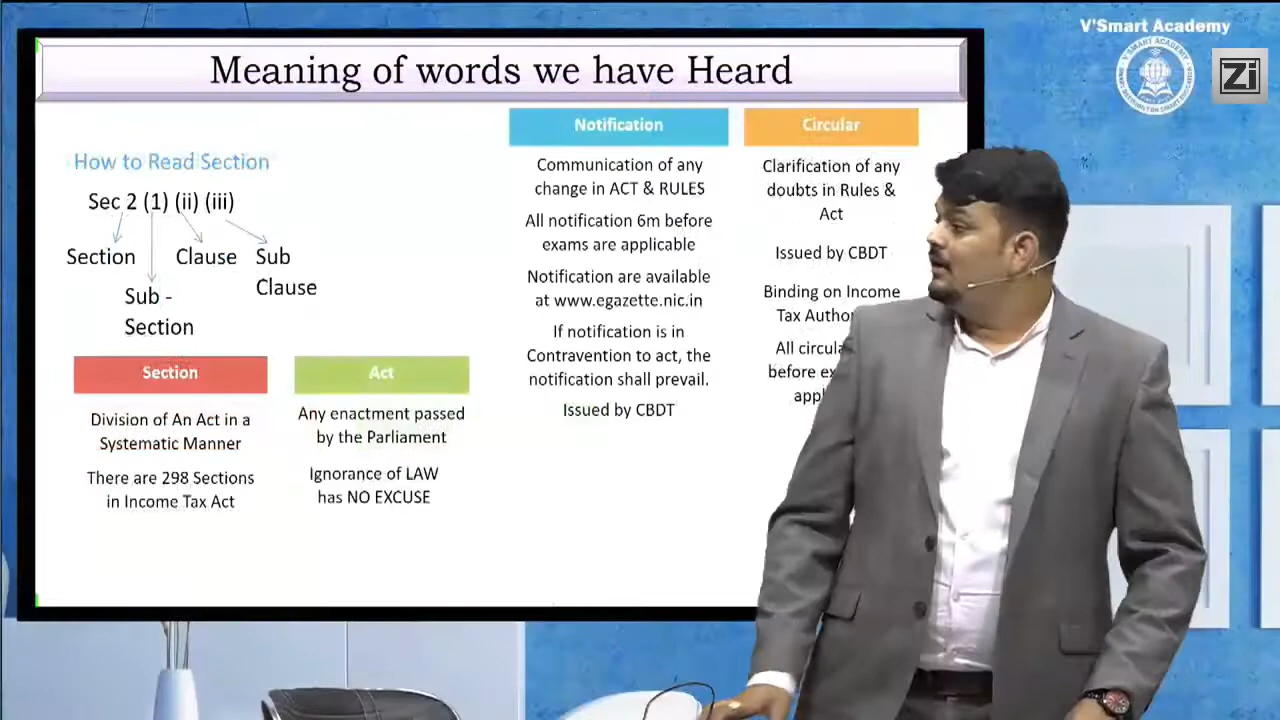 V'Smart Academy
Zi
Meaning of words we have Heard
How to Read Section
Sec 2 (1) (ii) (iii)
Section
Clause
Sub
Clause
Sub -
Section
Section
Division of An Act in a
Systematic Manner
There are 298 Sections
in Income Tax Act
Act
Any enactment passed
by the Parliament
Ignorance of LAW
has NO EXCUSE
Notification
Communication of any
change in ACT & RULES
All notification 6m before
exams are applicable
Notification are available
at www.egazette.nic.in
If notification is in
Contravention to act, the
notification shall prevail.
Issued by CBDT
Circular
Clarification of any
doubts in Rules &
Act
Issued by CBDT
Binding on Income
Tax
All
before